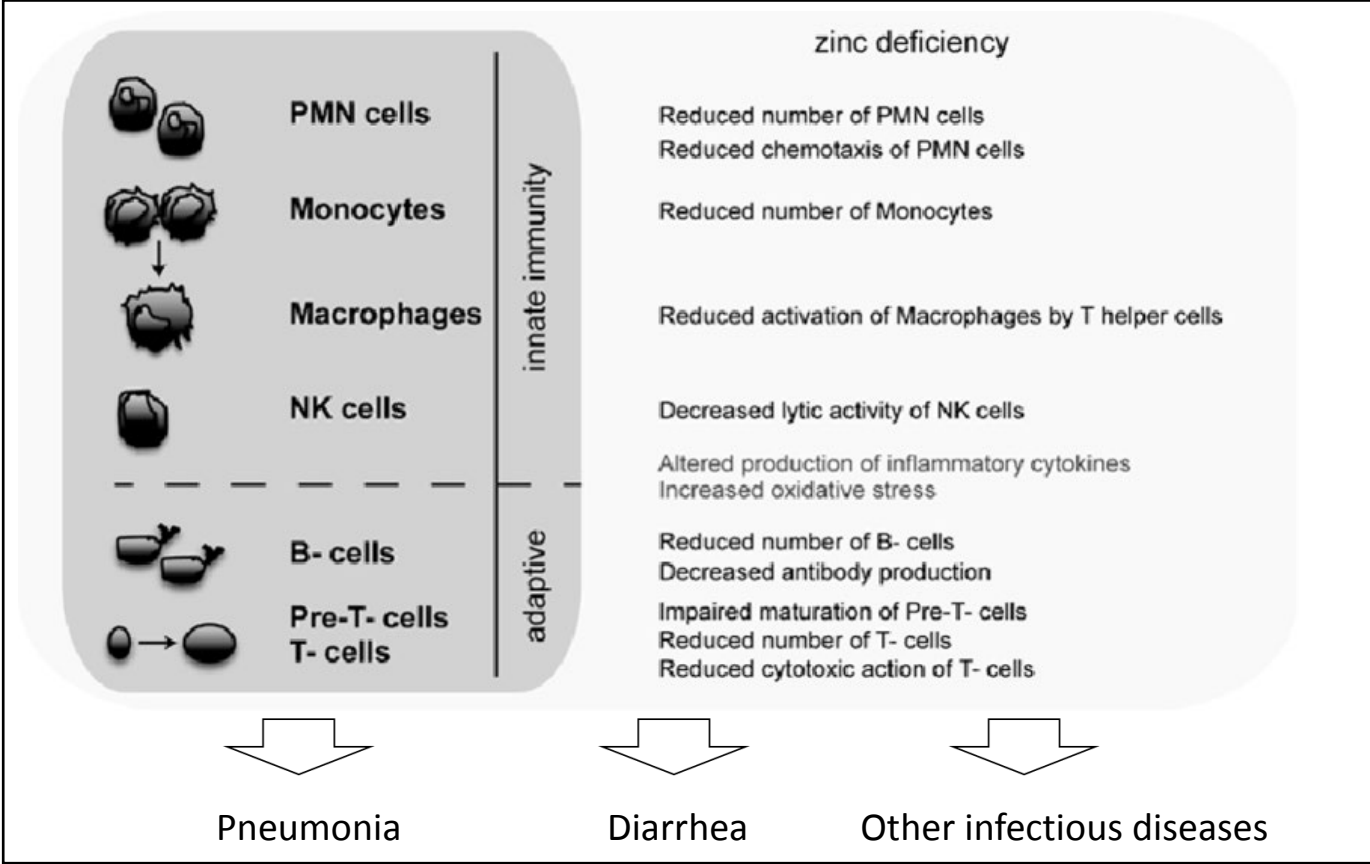 zinc deficiency
PMN cells
Reduced number of PMN cells
Reduced chemotaxis of PMN cells
Monocytes
Reduced number of Monocytes
innate immunity
Macrophages
Reduced activation of Macrophages by T helper cells
NK cells
Decreased lytic activity of NK cells
Altered production of inflammatory cytokines
Increased oxidative stress
adaptive
B- cells
Reduced number of B- cells
Decreased antibody production
Pre-T- cells
T- cells
Impaired maturation of Pre-T- cells
Reduced number of T- cells
Reduced cytotoxic action of T- cells
Pneumonia
Diarrhea
Other infectious diseases